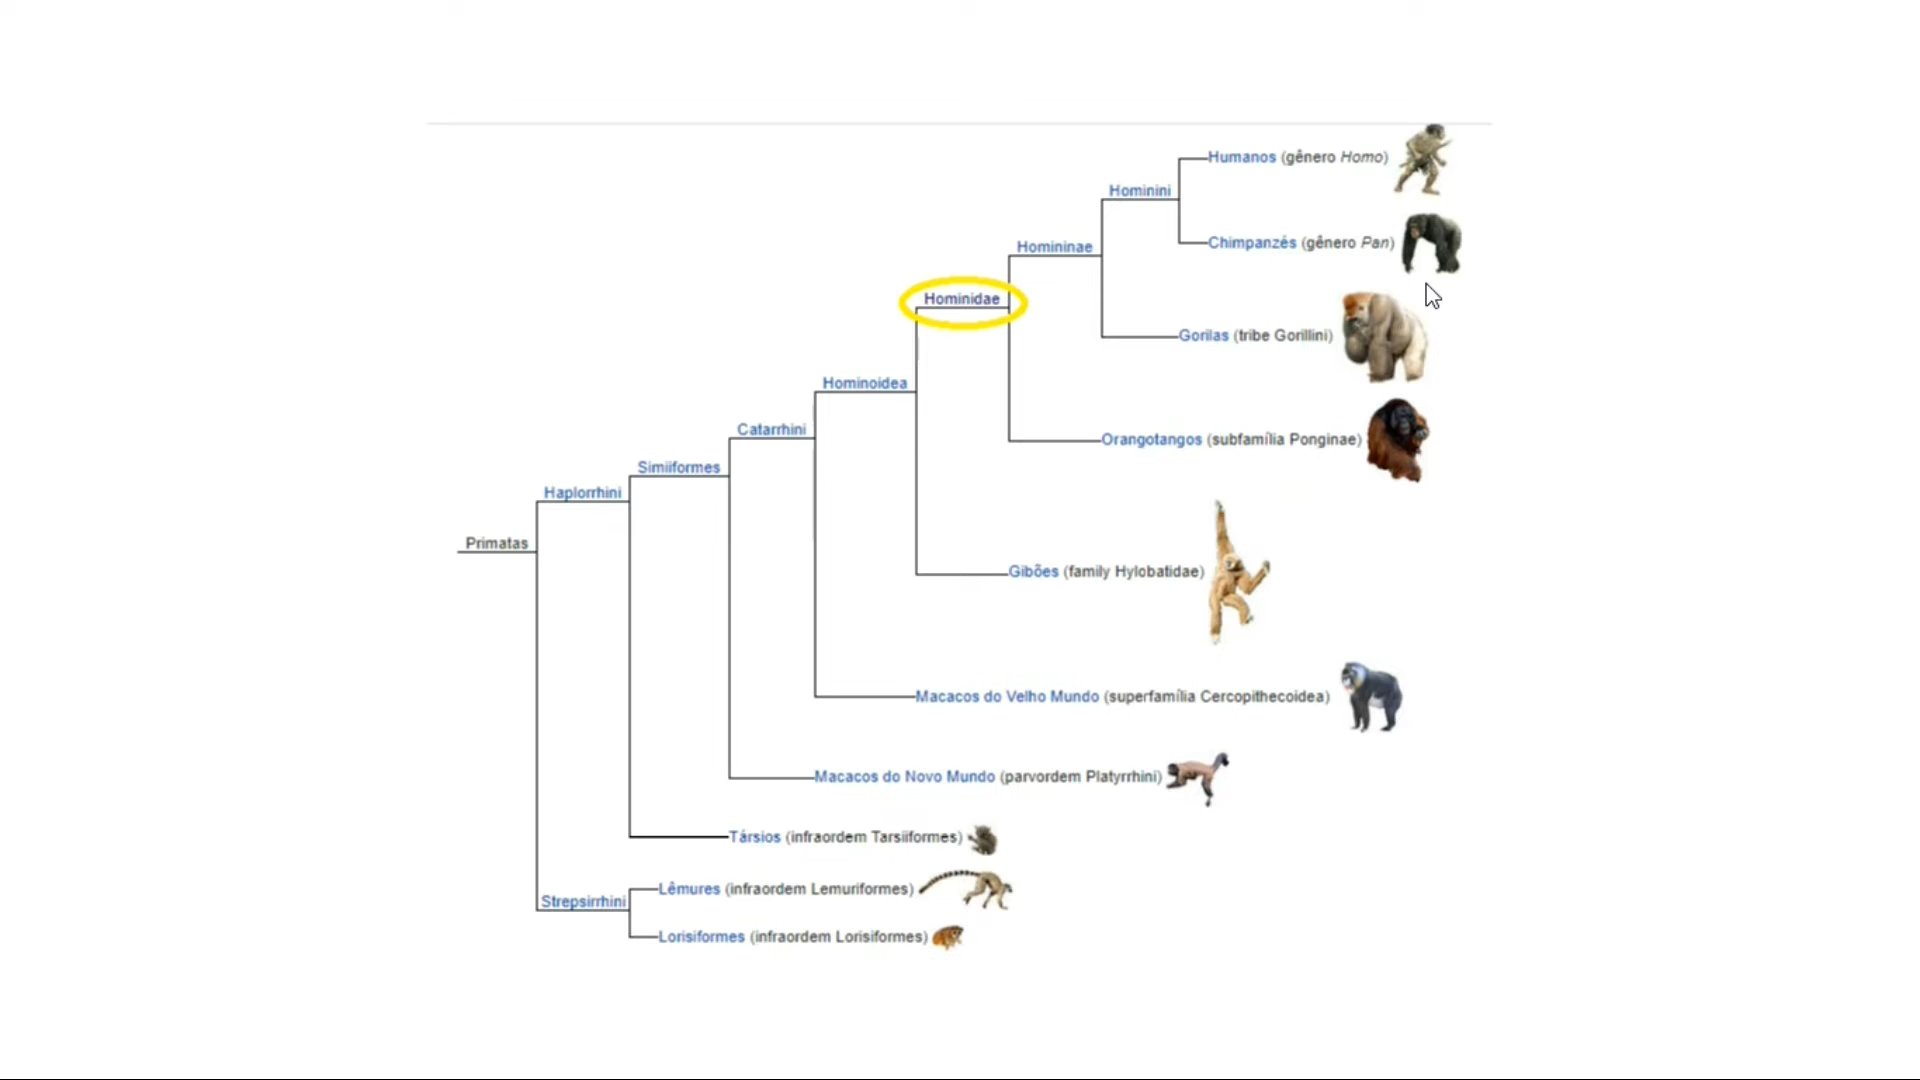 Humanos (gênero Homo)
Hominini
Chimpanzés (gênero Pan)
Homininae
Hominidae
Gorilas (tribe Gorillini)
Hominoidea
Catarrhini
Orangotangos (subfamília Ponginae)
Simiiformes
Haplorrhini
Primatas
Gibões (family Hylobatidae)
Macacos do Velho Mundo (superfamília Cercopithecoidea)
Macacos do Novo Mundo (parvordem Platyrrhini)
Társios (infraordem Tarsiiformes)
Lêmures (infraordem Lemuriformes)
Strepsirrhini
Lorisiformes (infraordem Lorisiformes)